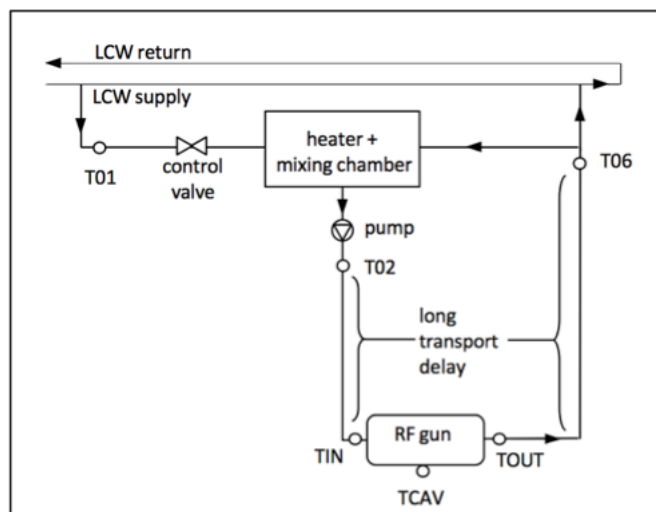 LCW return
LCW supply
heater +
mixing chamber
T01
control
valve
T06
pump
T02
long
transport
delay
TIN
RF gun
TOUT
TCAV